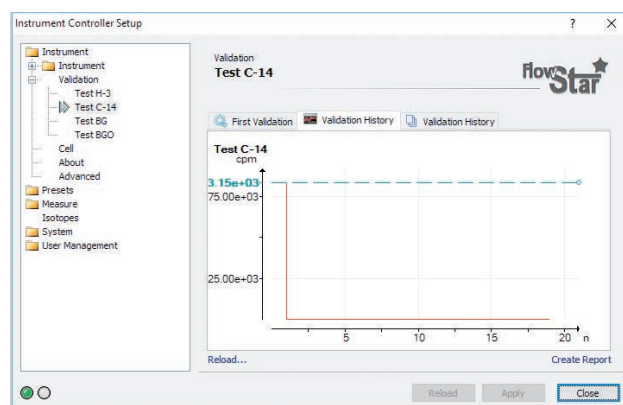 Instrument Controller Setup
?
Instrument
Instrument
Validation
Test H-3
Test C-14
Test BG
Test BGO
Cell
About
Advanced
Presets
Measure
Isotopes
System
User Management
Validation
Test C-14
flowStar
First Validation
Validation History
Validation History
Test C-14
cpm
3.15e+03
75.00e+03
25.00e+03
5
10
15
20
n
Reload...
Create Report
Reload
Apply
Close